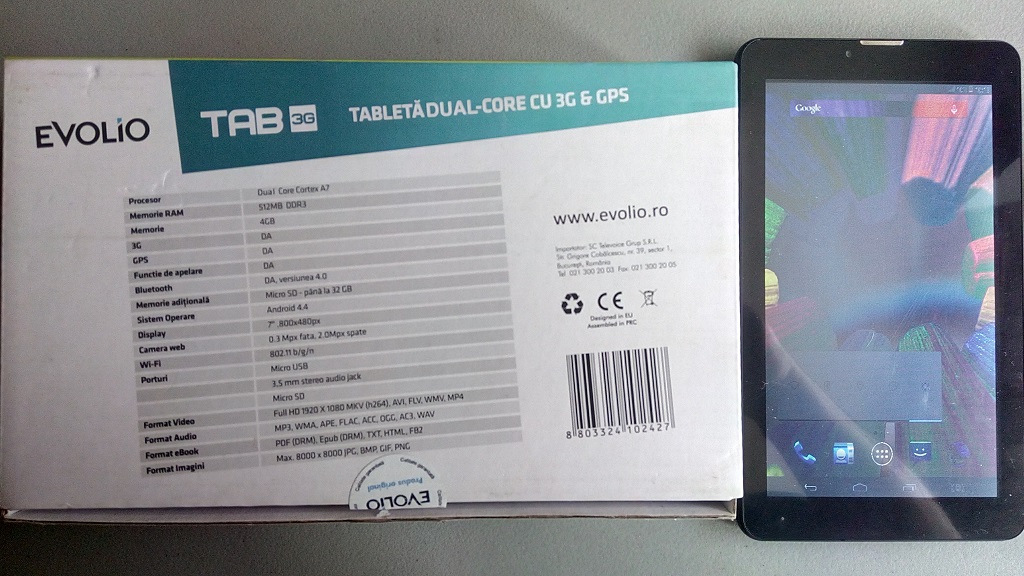 EVOLIO
TAB 3G
TABLETĂ DUAL-CORE CU 3G & GPS
Procesor Dual Core Cortex A7
Memorie RAM 512MB DDR3
Memorie 4GB
3G DA
GPS DA
Functie de apelare DA
Bluetooth DA, versiunea 4.0
Memorie adițională Micro SD - până la 32 GB
Sistem Operare Android 4.4
Display 7" ,800x480px
Camera web 0.3 Mpx fata, 2.0Mpx spate
Wi-Fi 802.11 b/g/n
Porturi Micro USB
3.5 mm stereo audio jack
Micro SD
Format Video Full HD 1920 X 1080 MKV (h264), AVI, FLV, WMV, MP4
Format Audio MP3, WMA, APE, FLAC, ACC, OGG, AC3, WAV
Format eBook PDF (DRM), Epub (DRM), TXT, HTML, FB2
Format Imagini Max. 8000 x 8000 JPG, BMP, GIF, PNG
www.evolio.ro
Importator: SC Televoice Grup S.R.L.
Str. Grigore Cobălcescu, nr. 39, sector 1,
București, România
Tel 021 300 20 03 Fax: 021 300 20 05
CE
Designed in EU
Assembled in PRC
8 803324 102427
Calitate garantata
Calitate garantata
Produs original
EVOLIO
Google